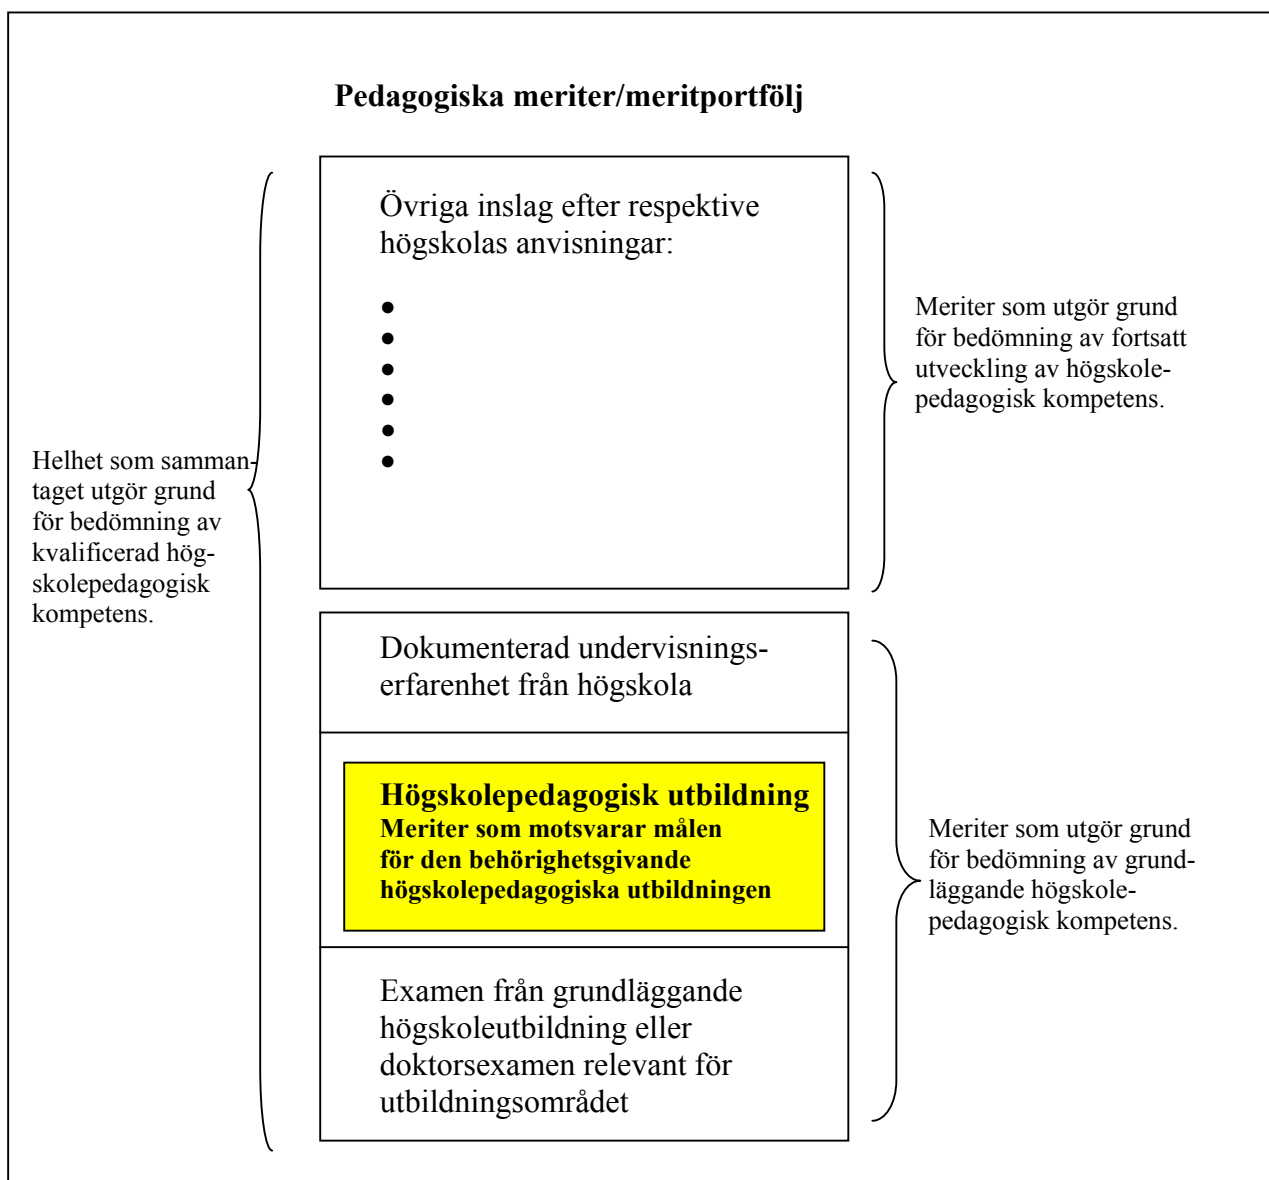 Pedagogiska meriter/meritportfölj
Övriga inslag efter respektive
högskolas anvisningar:
●
●
●
●
●
●
Meriter som utgör grund
för bedömning av fortsatt
utveckling av högskole-
pedagogisk kompetens.
Helhet som samman-
taget utgör grund
för bedömning av
kvalificerad hög-
skolepedagogisk
kompetens.
Dokumenterad undervisnings-
erfarenhet från högskola
Högskolepedagogisk utbildning
Meriter som motsvarar målen
för den behörighetsgivande
högskolepedagogiska utbildningen
Meriter som utgör grund
för bedömning av grund-
läggande högskole-
pedagogisk kompetens.
Examen från grundläggande
högskoleutbildning eller
doktorsexamen relevant för
utbildningsområdet